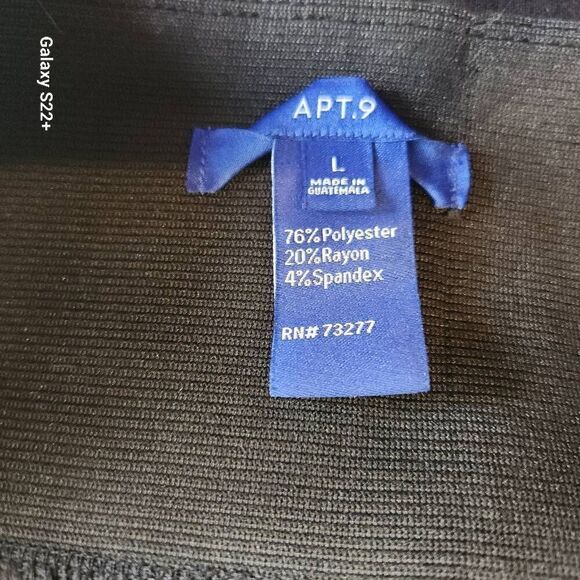 Galaxy S22+
APT.9
L
MADE IN
GUATEMALA
76%Polyester
20%Rayon
4%Spandex
RN# 73277